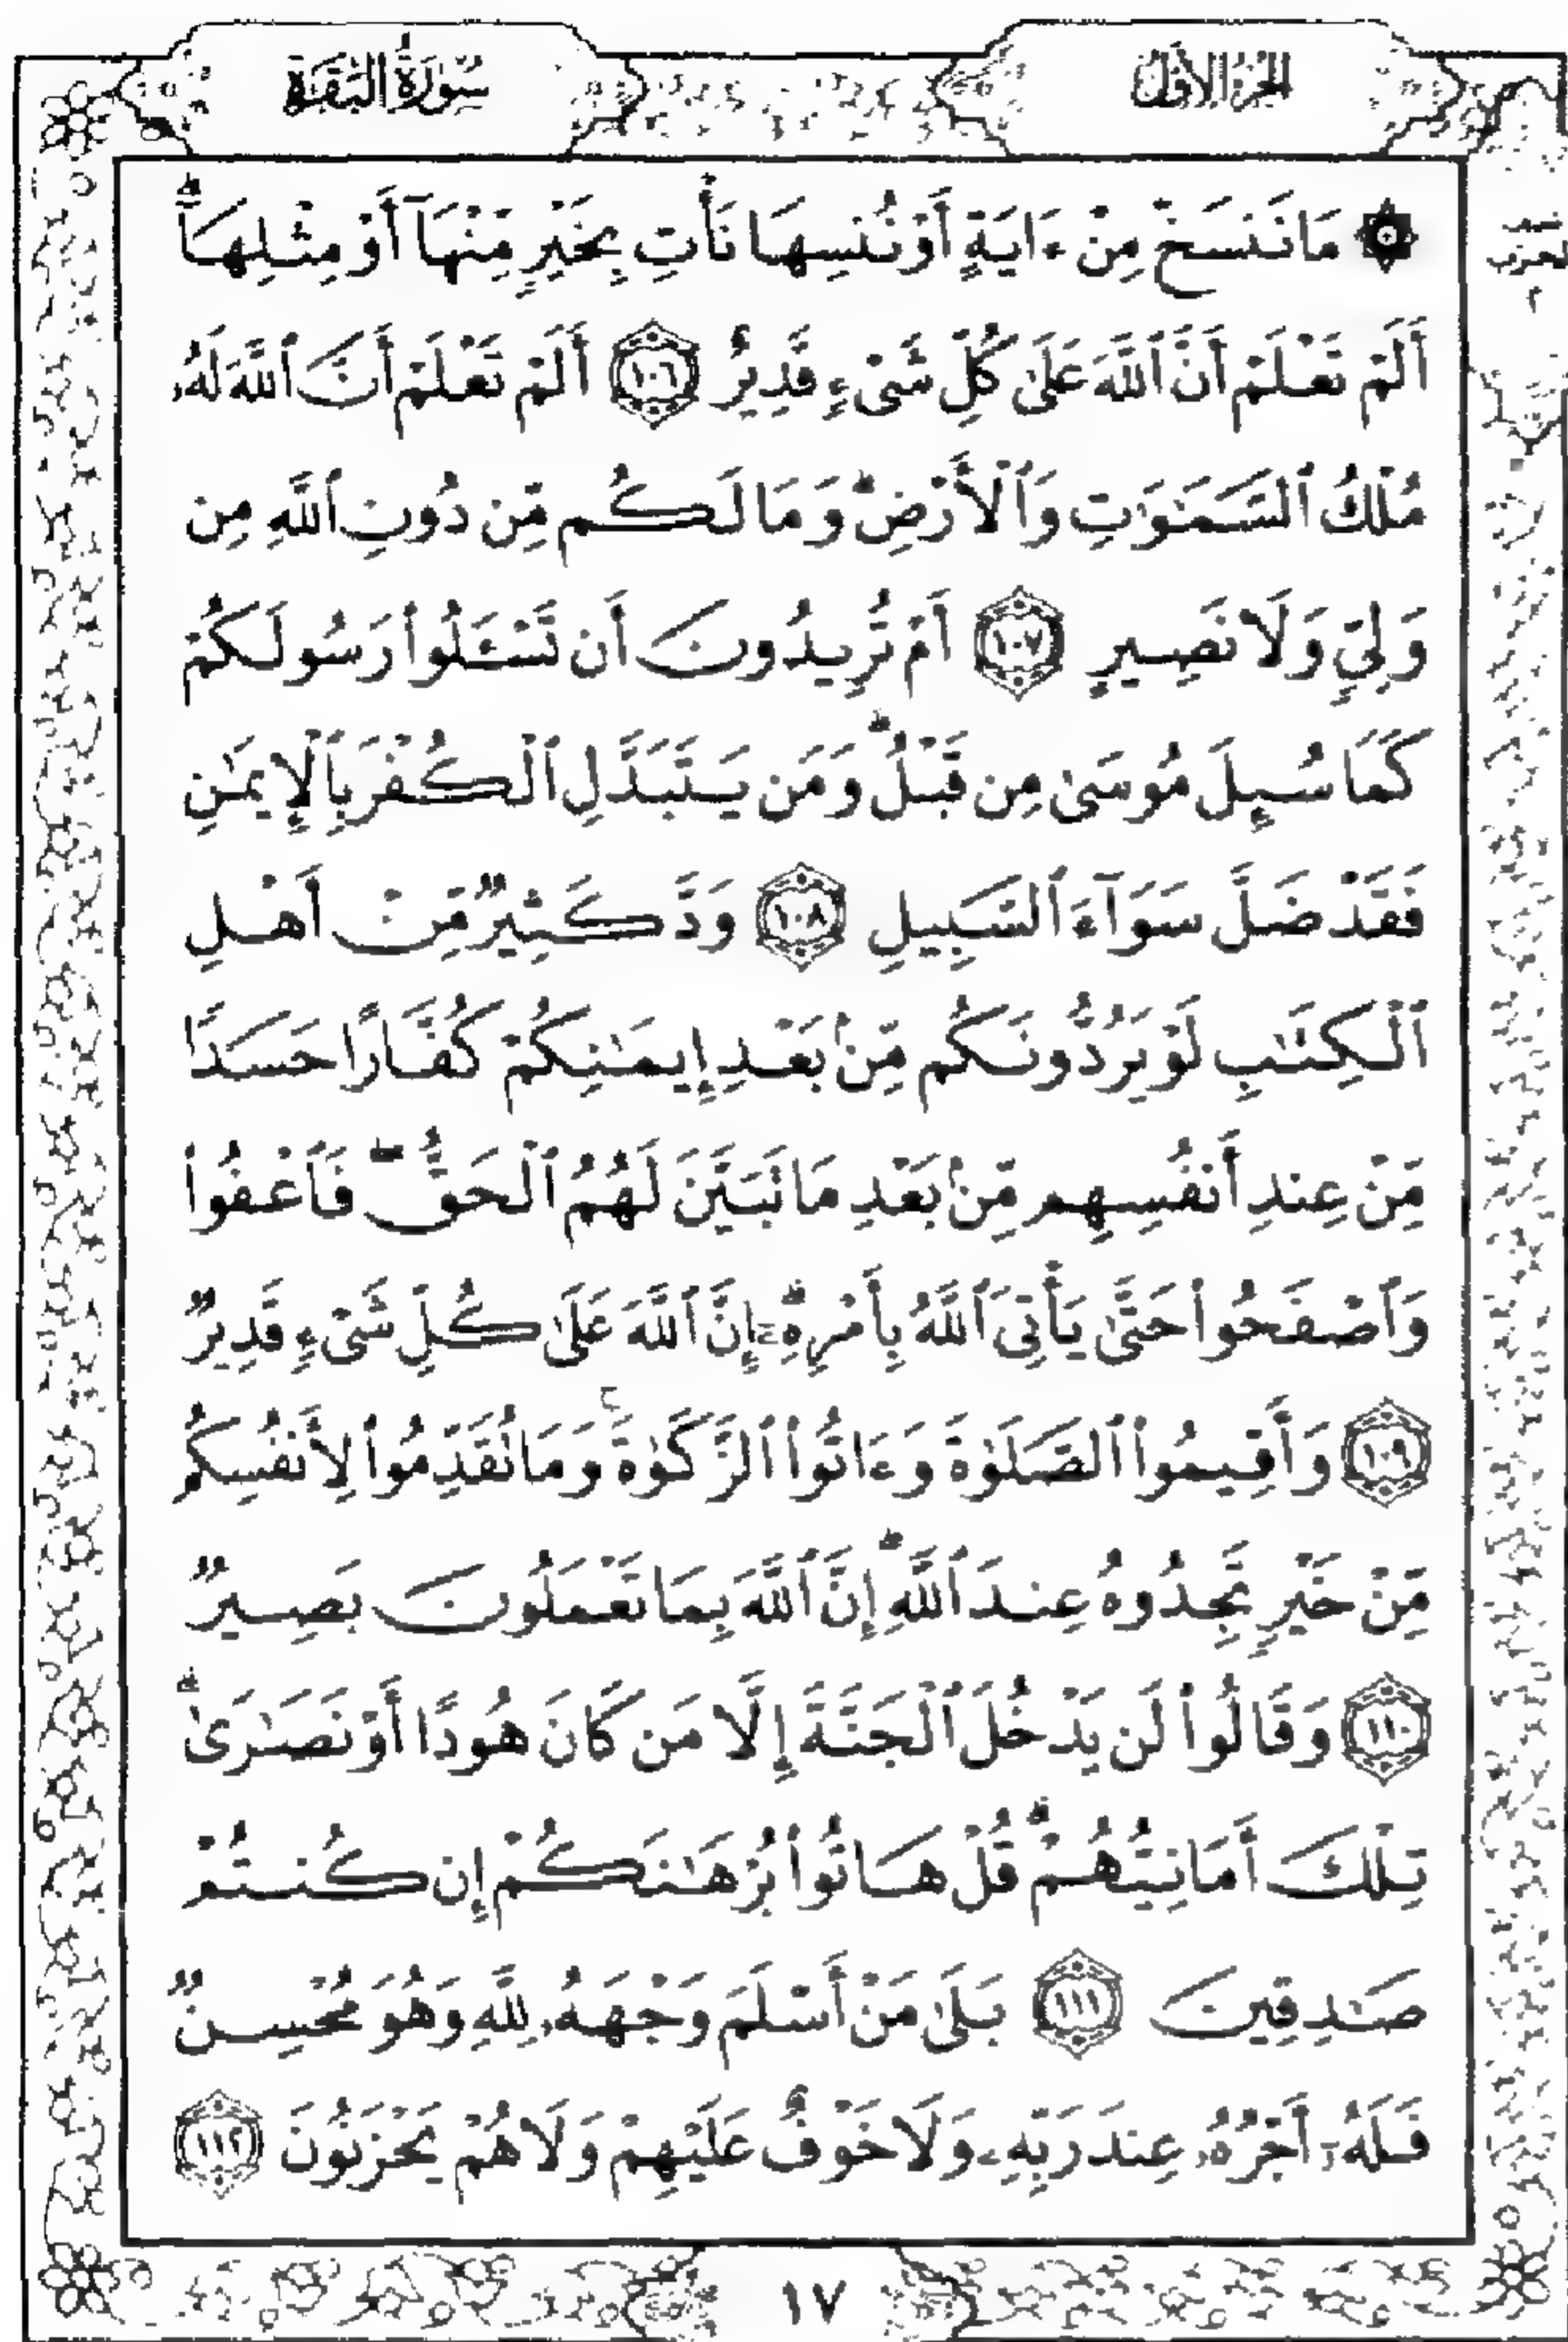 الجزء الأول
سورة البقرة
۞ مَا نَنسَخْ مِنْ ءَايَةٍ أَوْ نُنسِهَا نَأْتِ بِخَيْرٍ مِّنْهَآ أَوْ مِثْلِهَآۗ
أَلَمْ تَعْلَمْ أَنَّ ٱللَّهَ عَلَىٰ كُلِّ شَىْءٍ قَدِيرٌ ١٠٦ أَلَمْ تَعْلَمْ أَنَّ ٱللَّهَ لَهُۥ
مُلْكُ ٱلسَّمَٰوَٰتِ وَٱلْأَرْضِۗ وَمَا لَكُم مِّن دُونِ ٱللَّهِ مِن
وَلِىٍّ وَلَا نَصِيرٍ ١٠٧ أَمْ تُرِيدُونَ أَن تَسْـَٔلُوا۟ رَسُولَكُمْ
كَمَا سُئِلَ مُوسَىٰ مِن قَبْلُۗ وَمَن يَتَبَدَّلِ ٱلْكُفْرَ بِٱلْإِيمَٰنِ
فَقَدْ ضَلَّ سَوَآءَ ٱلسَّبِيلِ ١٠٨ وَدَّ كَثِيرٌ مِّنْ أَهْلِ
ٱلْكِتَٰبِ لَوْ يَرُدُّونَكُم مِّنۢ بَعْدِ إِيمَٰنِكُمْ كُفَّارًا حَسَدًا
مِّنْ عِندِ أَنفُسِهِم مِّنۢ بَعْدِ مَا تَبَيَّنَ لَهُمُ ٱلْحَقُّۖ فَٱعْفُوا۟
وَٱصْفَحُوا۟ حَتَّىٰ يَأْتِىَ ٱللَّهُ بِأَمْرِهِۦٓۗ إِنَّ ٱللَّهَ عَلَىٰ كُلِّ شَىْءٍ قَدِيرٌ
١٠٩ وَأَقِيمُوا۟ ٱلصَّلَوٰةَ وَءَاتُوا۟ ٱلزَّكَوٰةَۚ وَمَا تُقَدِّمُوا۟ لِأَنفُسِكُم
مِّنْ خَيْرٍ تَجِدُوهُ عِندَ ٱللَّهِۗ إِنَّ ٱللَّهَ بِمَا تَعْمَلُونَ بَصِيرٌ
١١٠ وَقَالُوا۟ لَن يَدْخُلَ ٱلْجَنَّةَ إِلَّا مَن كَانَ هُودًا أَوْ نَصَٰرَىٰۗ
تِلْكَ أَمَانِيُّهُمْۗ قُلْ هَاتُوا۟ بُرْهَٰنَكُمْ إِن كُنتُمْ
صَٰدِقِينَ ١١١ بَلَىٰ مَنْ أَسْلَمَ وَجْهَهُۥ لِلَّهِ وَهُوَ مُحْسِنٌ
فَلَهُۥٓ أَجْرُهُۥ عِندَ رَبِّهِۦ وَلَا خَوْفٌ عَلَيْهِمْ وَلَا هُمْ يَحْزَنُونَ ١١٢
١٧